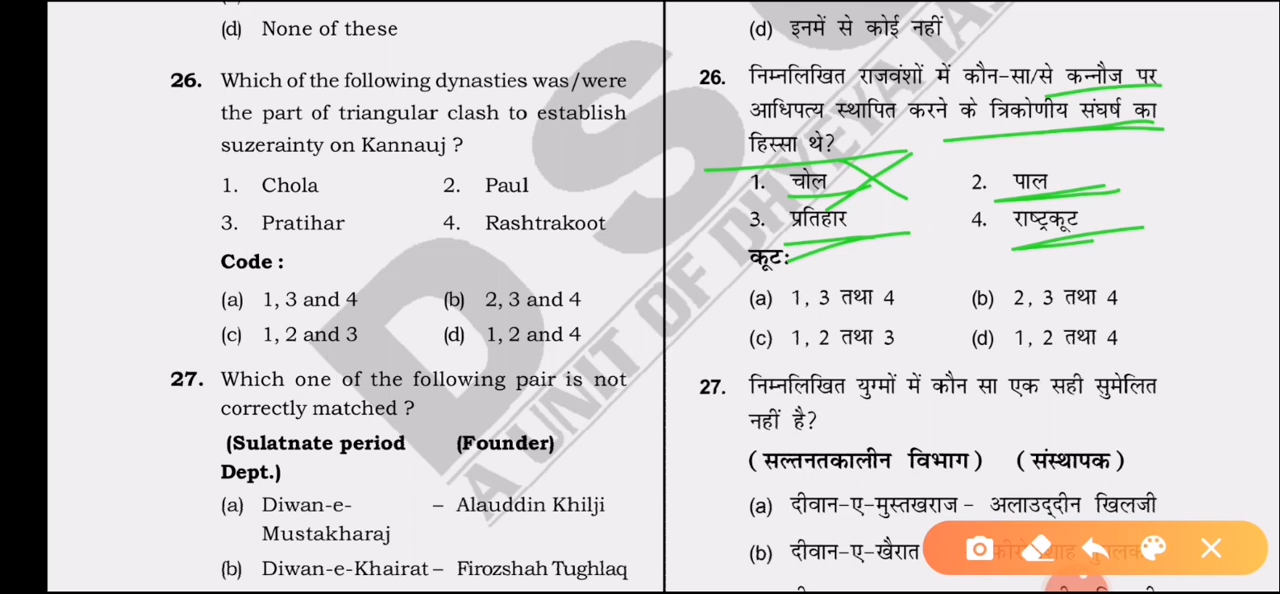 (d) None of these
26. Which of the following dynasties was/were
the part of triangular clash to establish
suzerainty on Kannauj ?
1. Chola 2. Paul
3. Pratihar 4. Rashtrakoot
Code :
(a) 1, 3 and 4 (b) 2, 3 and 4
(c) 1, 2 and 3 (d) 1, 2 and 4
27. Which one of the following pair is not
correctly matched ?
(Sulatnate period (Founder)
Dept.)
(a) Diwan-e- – Alauddin Khilji
Mustakharaj
(b) Diwan-e-Khairat – Firozshah Tughlaq
(d) इनमें से कोई नहीं
26. निम्नलिखित राजवंशों में कौन-सा/से कन्नौज पर
आधिपत्य स्थापित करने के त्रिकोणीय संघर्ष का
हिस्सा थे?
1. चोल 2. पाल
3. प्रतिहार 4. राष्ट्रकूट
कूट:
(a) 1, 3 तथा 4 (b) 2, 3 तथा 4
(c) 1, 2 तथा 3 (d) 1, 2 तथा 4
27. निम्नलिखित युग्मों में कौन सा एक सही सुमेलित
नहीं है?
(सल्तनतकालीन विभाग) (संस्थापक)
(a) दीवान-ए-मुस्तखराज - अलाउद्दीन खिलजी
(b) दीवान-ए-खैरात
A UNIT OF DHYEYA IAS